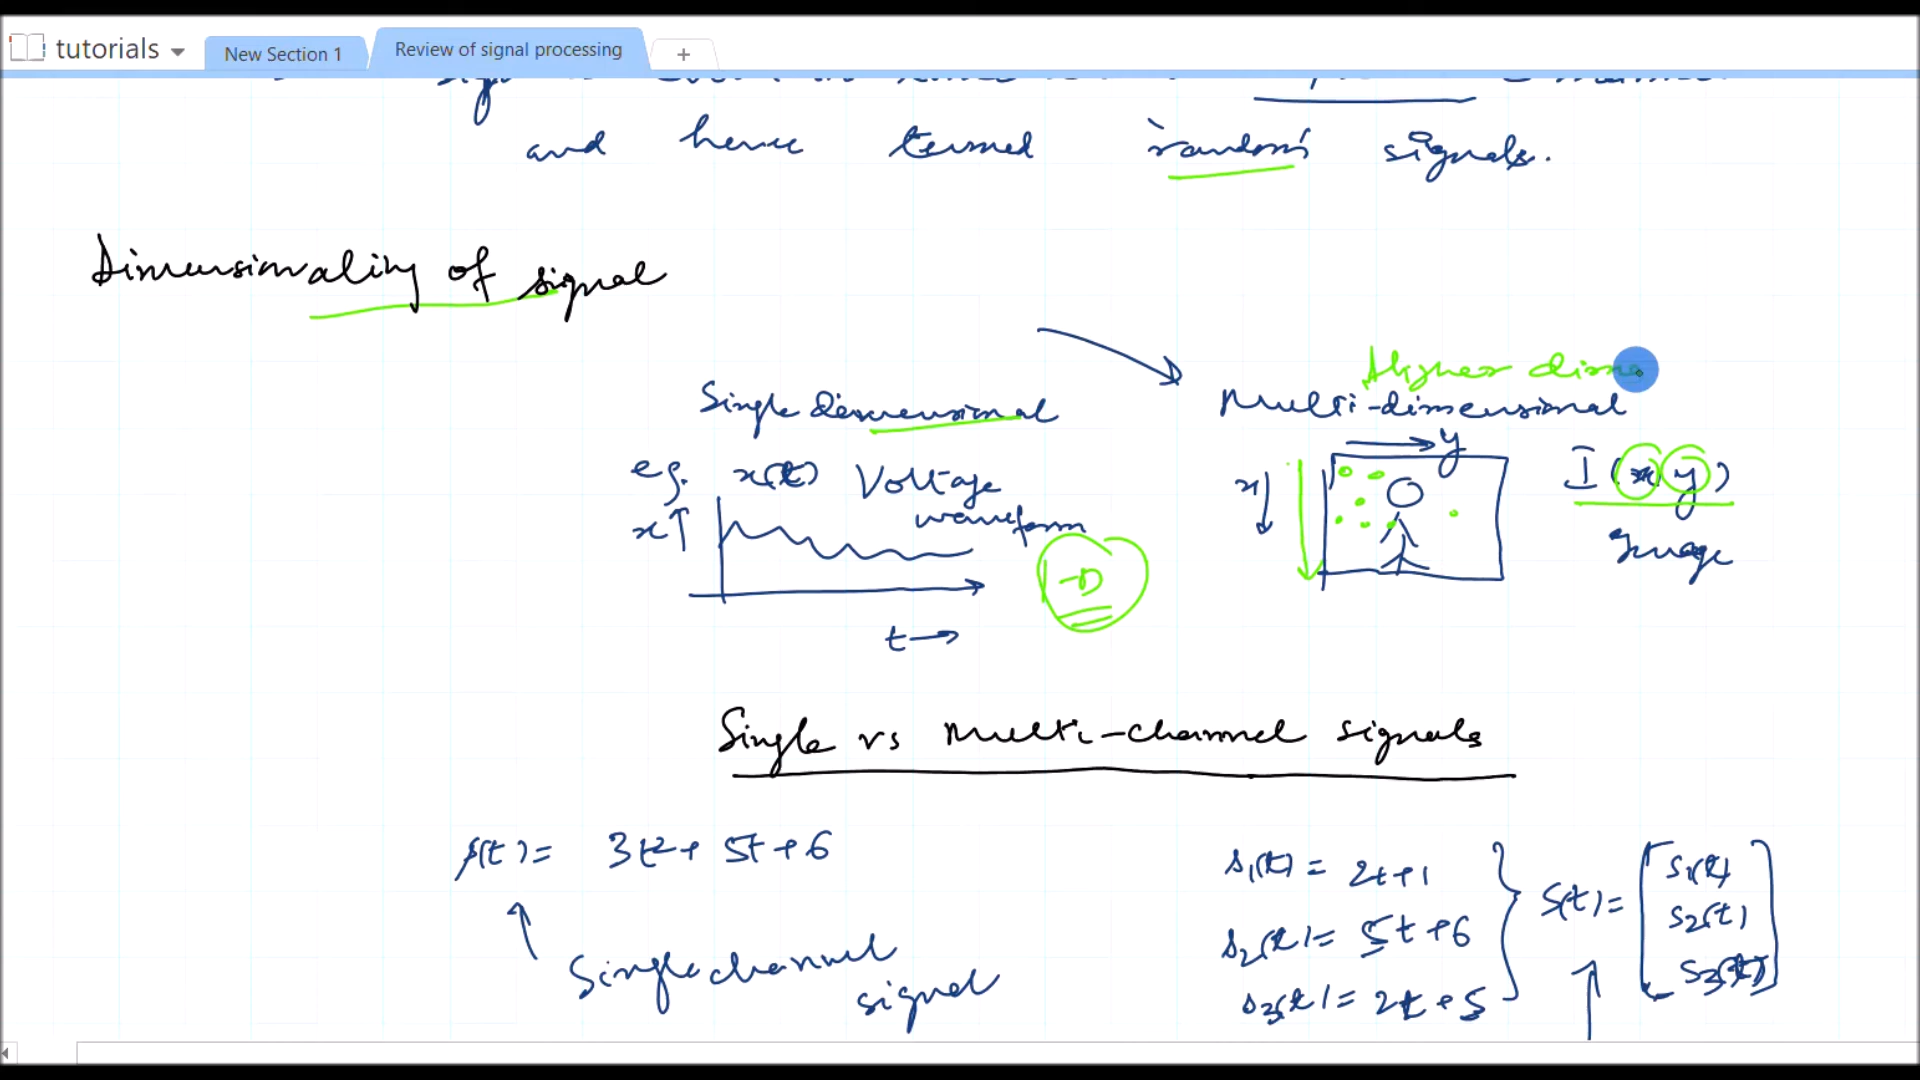 tutorials
New Section 1
Review of signal processing
+
and hence termed 'random' signals.
Dimensionality of signal
Higher dim
Single dimensional
Multi-dimensional
e.g. x(t) Voltage waveform
x
t
1-D
y
x
I(x,y)
Image
Single vs Multi-channel signals
s(t) = 3t²+ 5t+6
Single channel
signal
s₁(t) = 2t+1
s₂(t) = 5t+6
s₃(t) = 2t+5
S(t) =
s₁(t)
s₂(t)
s₃(t)